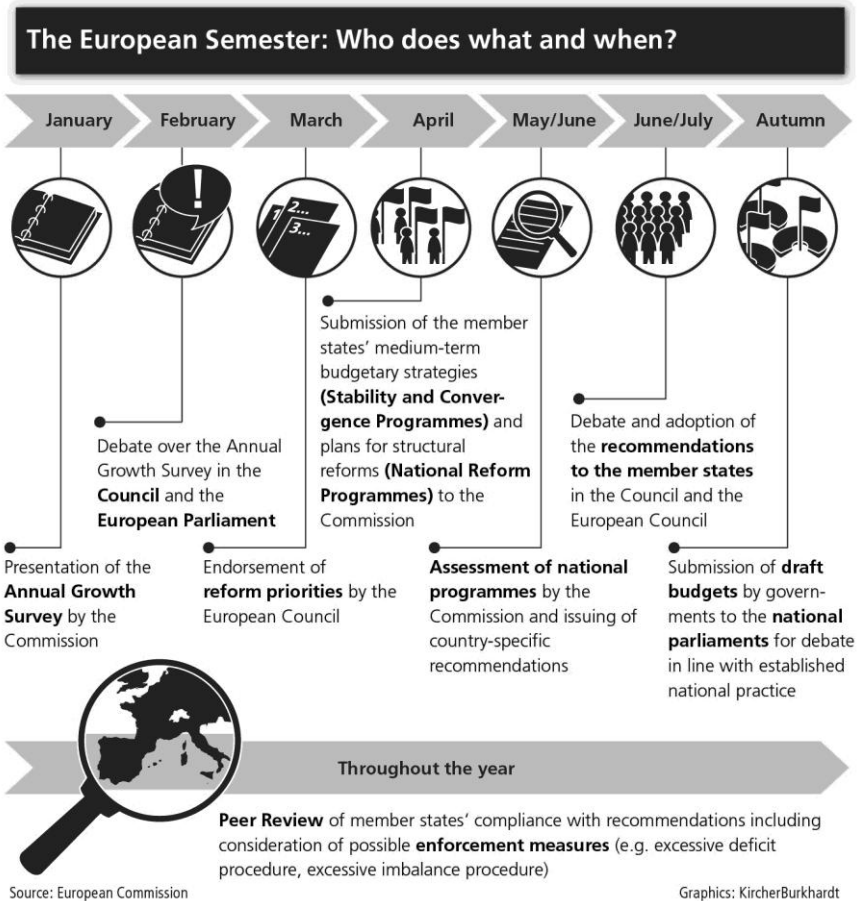 The European Semester: Who does what and when?
January
February
March
April
May/June
June/July
Autumn
!
1
2...
3...
Submission of the member
states’ medium-term
budgetary strategies
(Stability and Conver-
gence Programmes) and
plans for structural
reforms (National Reform
Programmes) to the
Commission
Debate over the Annual
Growth Survey in the
Council and the
European Parliament
Debate and adoption of
the recommendations
to the member states
in the Council and the
European Council
Presentation of the
Annual Growth
Survey by the
Commission
Endorsement of
reform priorities by the
European Council
Assessment of national
programmes by the
Commission and issuing of
country-specific
recommendations
Submission of draft
budgets by govern-
ments to the national
parliaments for debate
in line with established
national practice
Throughout the year
Peer Review of member states‘ compliance with recommendations including
consideration of possible enforcement measures (e.g. excessive deficit
procedure, excessive imbalance procedure)
Source: European Commission
Graphics: KircherBurkhardt